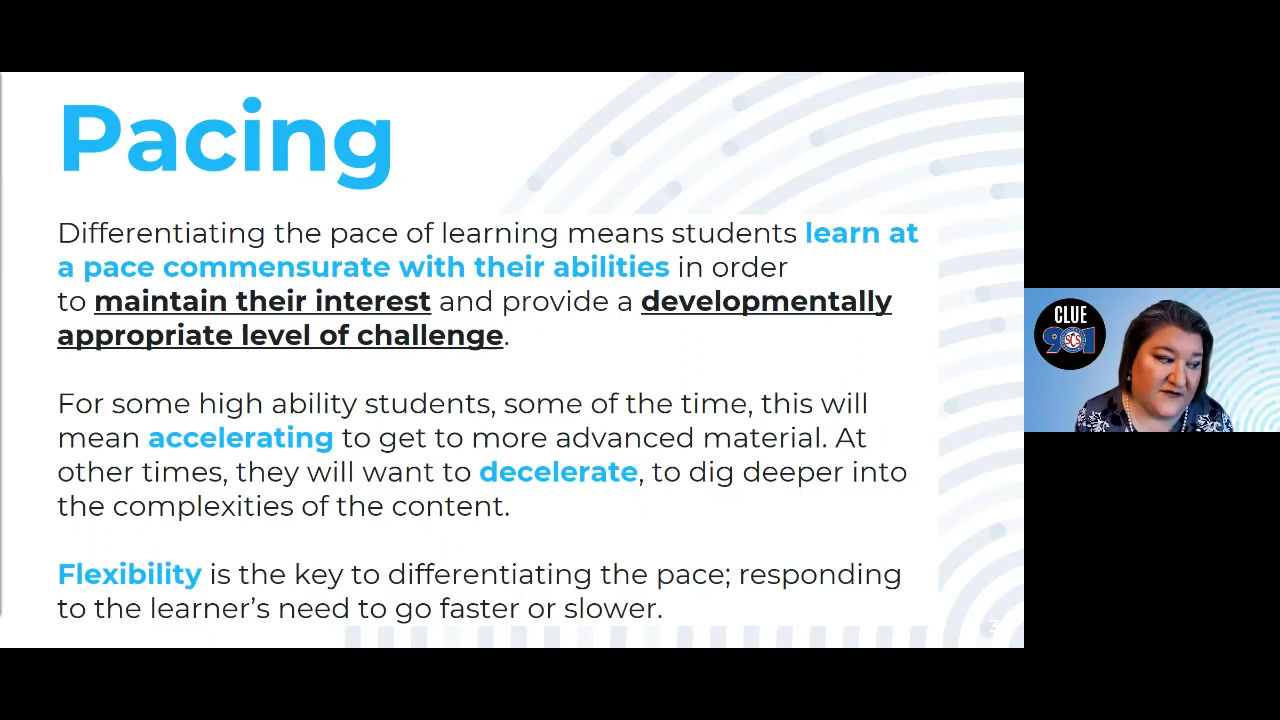 Pacing
Differentiating the pace of learning means students learn at
a pace commensurate with their abilities in order
to maintain their interest and provide a developmentally
appropriate level of challenge.
For some high ability students, some of the time, this will
mean accelerating to get to more advanced material. At
other times, they will want to decelerate, to dig deeper into
the complexities of the content.
Flexibility is the key to differentiating the pace; responding
to the learner's need to go faster or slower.
CLUE
901
SCS